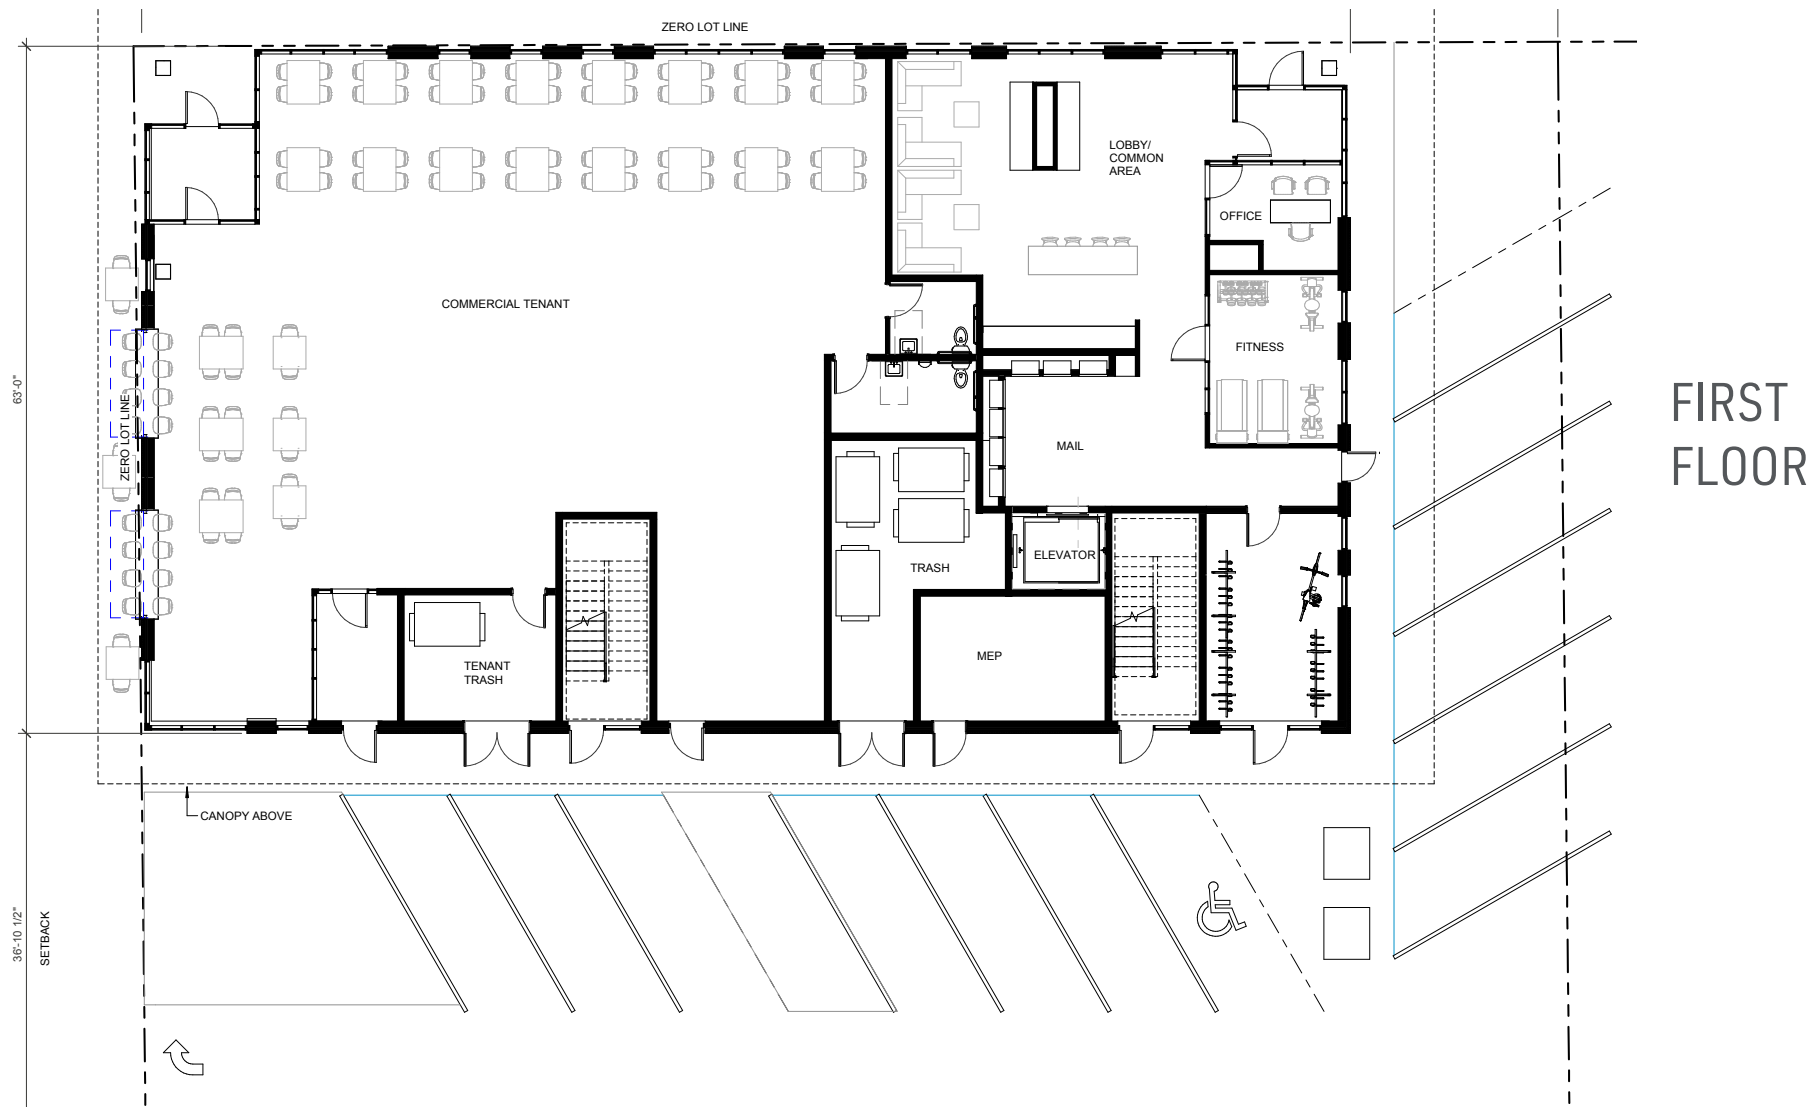 ZERO LOT LINE
LOBBY/
COMMON
AREA
OFFICE
COMMERCIAL TENANT
FITNESS
63'-0"
ZERO LOT LINE
FIRST
FLOOR
MAIL
ELEVATOR
TRASH
MEP
TENANT
TRASH
CANOPY ABOVE
36'-10 1/2"
SETBACK